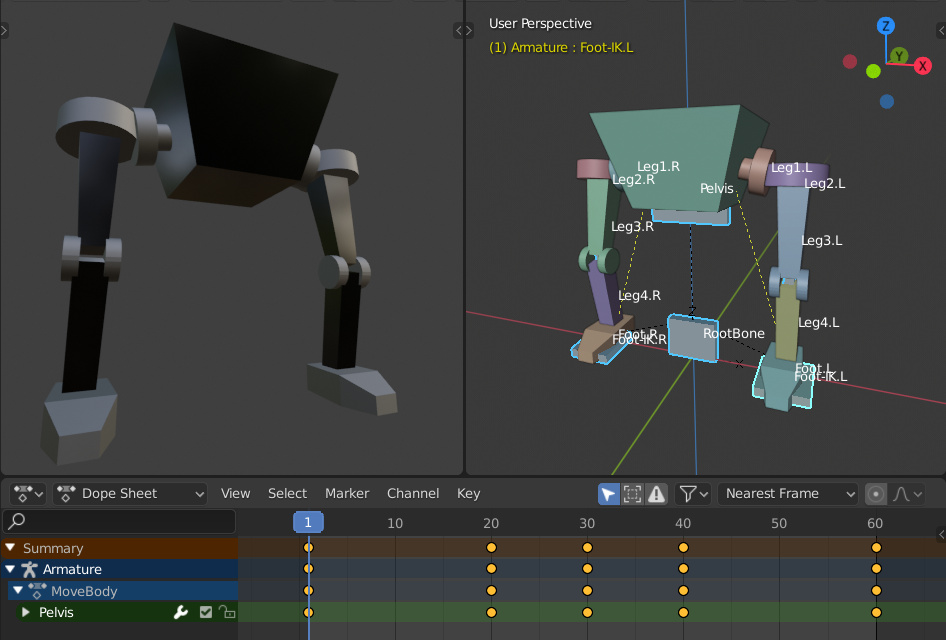 User Perspective
(1) Armature : Foot-IK.L
Z
Y
X
Leg1.R
Leg2.R
Pelvis
Leg1.L
Leg2.L
Leg3.R
Leg3.L
Leg4.R
Leg4.L
Foot.R
Foot-IK.R
RootBone
Foot.L
Foot-IK.L
Dope Sheet View Select Marker Channel Key Nearest Frame
1 10 20 30 40 50 60
Summary
Armature
MoveBody
Pelvis